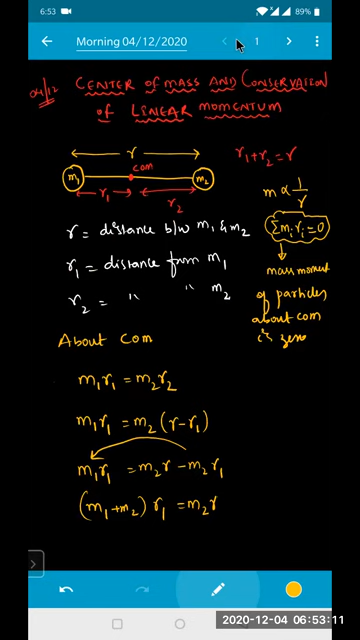 6:53
Morning 04/12/2020
1
04/12 CENTER OF MASS AND CONSERVATION
OF LINEAR MOMENTUM
r
r₁+r₂=r
com
m₁
m₂
r₁
r₂
m ∝ 1/r
Σmᵢrᵢ=0
mass moment
of particles
about com
is zero
r = distance b/w m₁ & m₂
r₁ = distance from m₁
r₂ = " " m₂
About Com
m₁r₁ = m₂r₂
m₁r₁ = m₂(r-r₁)
m₁r₁ = m₂r - m₂r₁
(m₁+m₂) r₁ = m₂r
2020-12-04 06:53:11